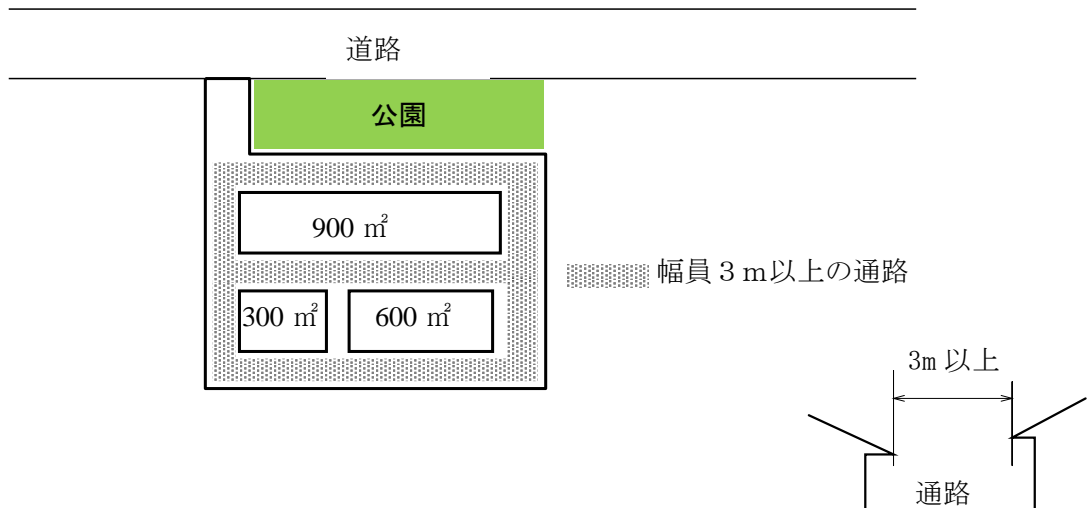 道路
公園
900 ㎡
幅員３ｍ以上の通路
300 ㎡
600 ㎡
3m 以上
通路